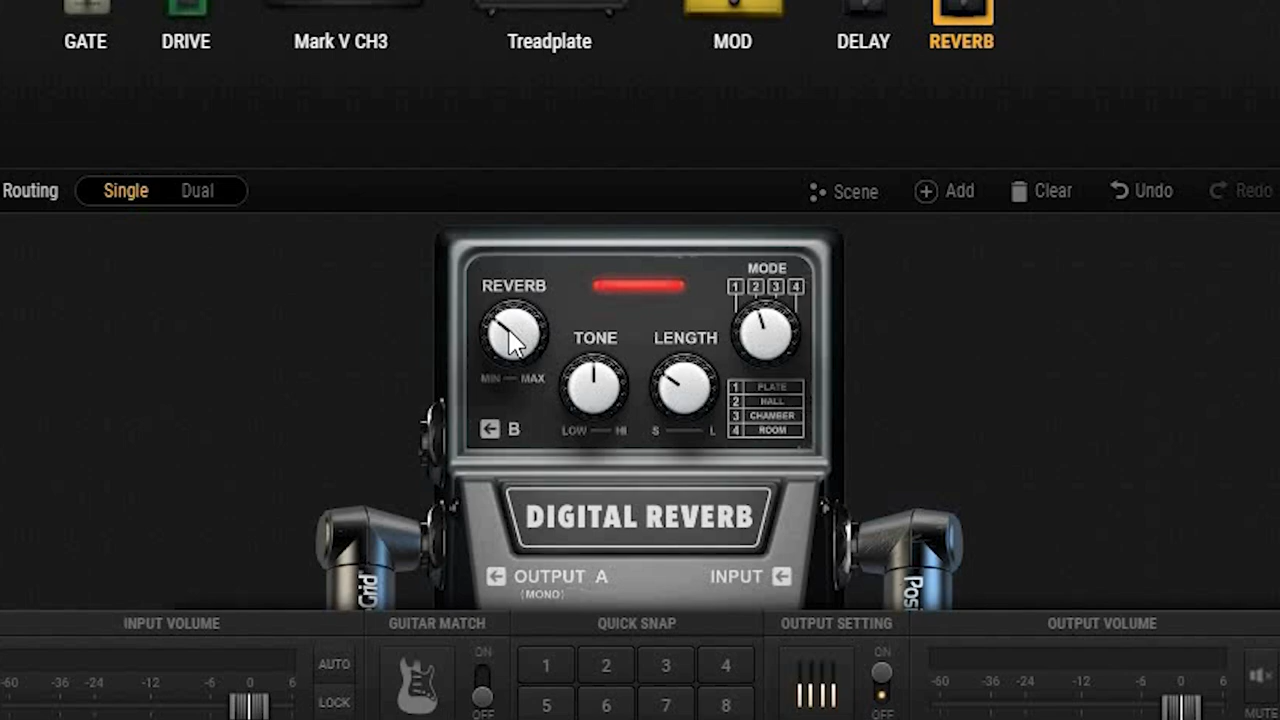 GATE DRIVE Mark V CH3 Treadplate MOD DELAY REVERB
Routing Single Dual Scene Add Clear Undo Redo
MODE
REVERB 1 2 3 4
TONE LENGTH
MIN MAX
1 PLATE
2 HALL
3 CHAMBER
4 ROOM
B LOW HI S L
DIGITAL REVERB
OUTPUT A INPUT
(MONO)
Grid Posi
INPUT VOLUME GUITAR MATCH QUICK SNAP OUTPUT SETTING OUTPUT VOLUME
-60 -36 -24 -12 -6 0 6 AUTO ON 1 2 3 4 ON -60 -36 -24 -12 -6 0 6
LOCK OFF 5 6 7 8 OFF MUTE